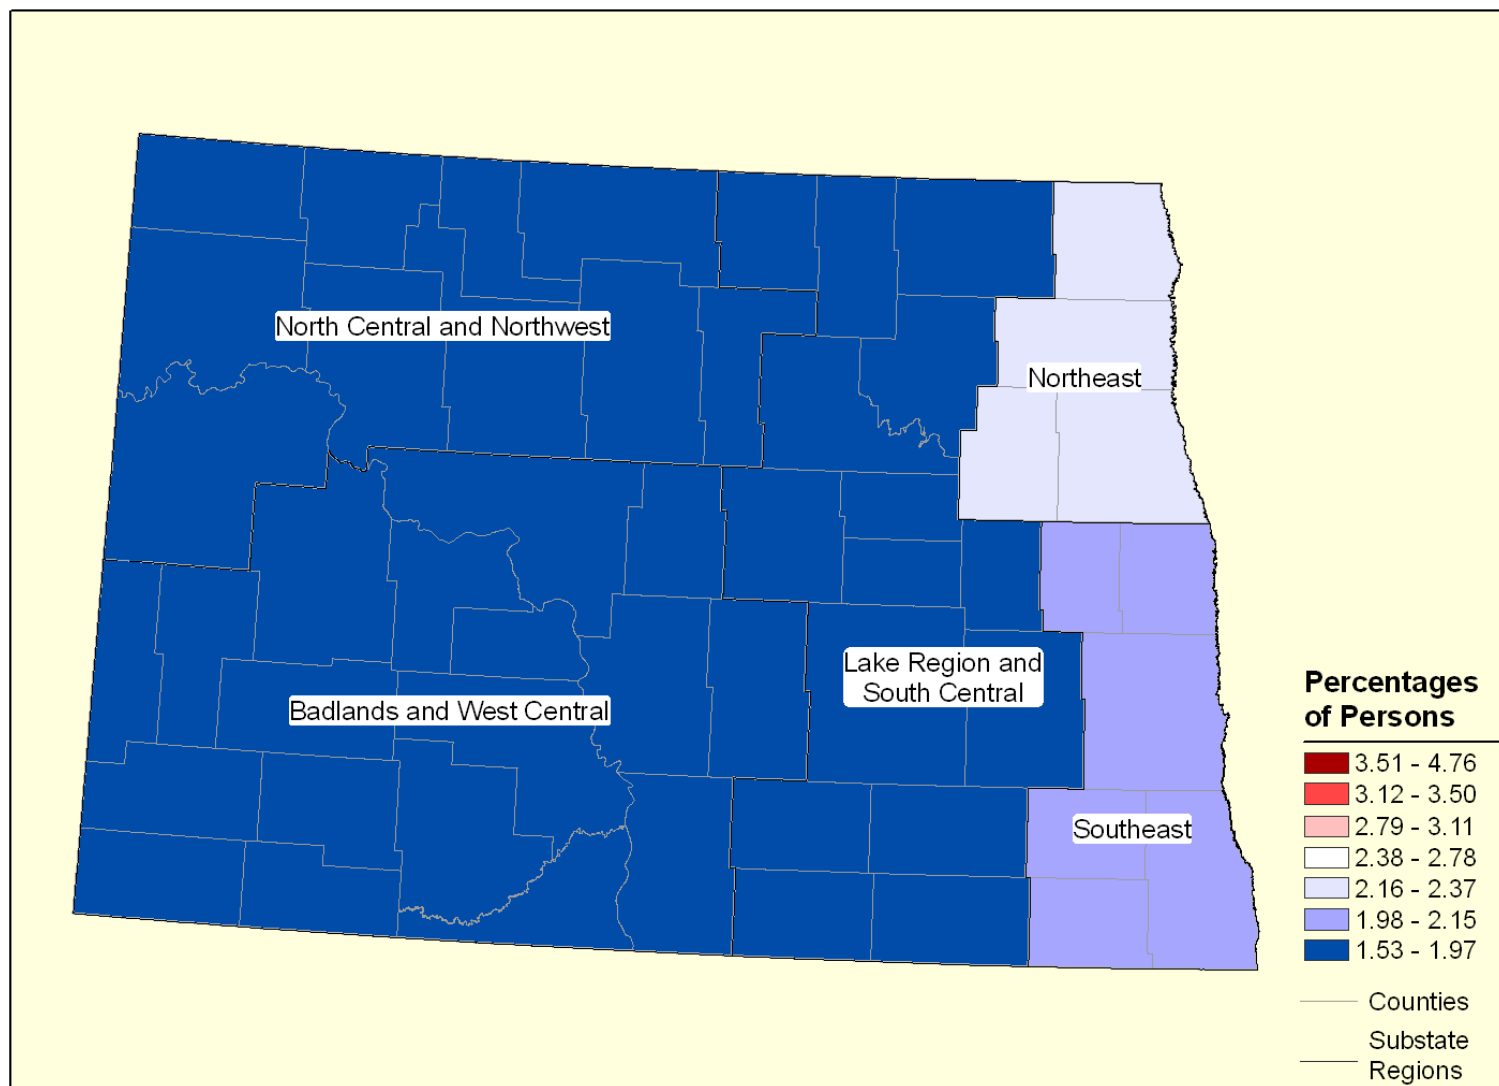 North Central and Northwest
Northeast
Lake Region and
South Central
Badlands and West Central
Southeast
Percentages
of Persons
3.51 - 4.76
3.12 - 3.50
2.79 - 3.11
2.38 - 2.78
2.16 - 2.37
1.98 - 2.15
1.53 - 1.97
Counties
Substate
Regions